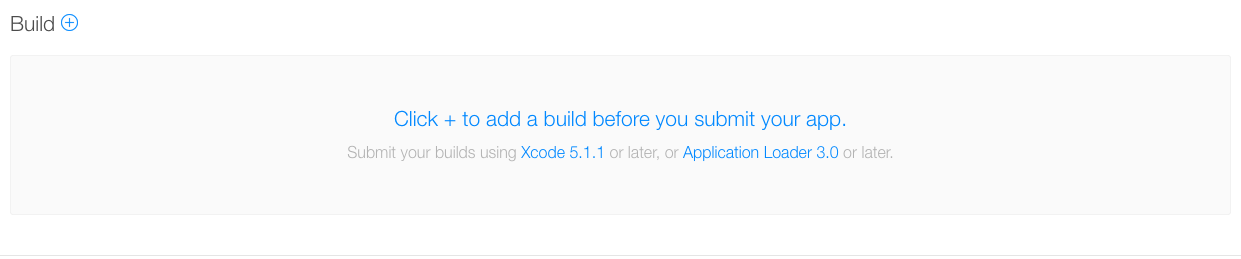 Build
Click + to add a build before you submit your app.
Submit your builds using Xcode 5.1.1 or later, or Application Loader 3.0 or later.